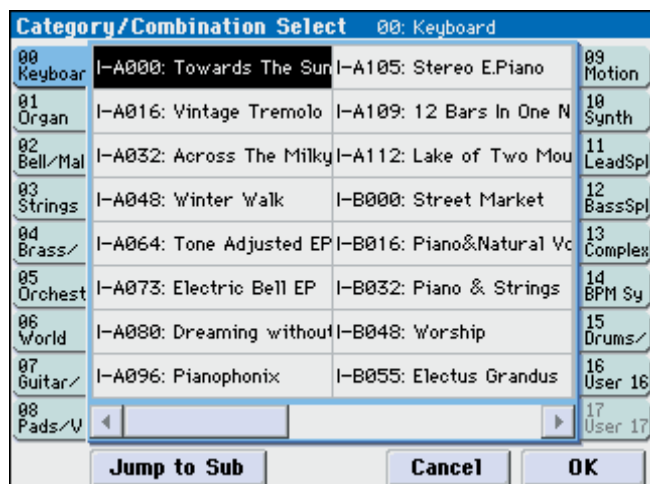 Category/Combination Select 00: Keyboard
00
Keyboar
01
Organ
02
Bell/Mal
03
Strings
04
Brass/
05
Orchest
06
World
07
Guitar/
08
Pads/V
I-A000: Towards The Sun
I-A016: Vintage Tremolo
I-A032: Across The Milky
I-A048: Winter Walk
I-A064: Tone Adjusted EP
I-A073: Electric Bell EP
I-A080: Dreaming without
I-A096: Pianophonix
I-A105: Stereo E.Piano
I-A109: 12 Bars In One N
I-A112: Lake of Two Mou
I-B000: Street Market
I-B016: Piano&Natural Vo
I-B032: Piano & Strings
I-B048: Worship
I-B055: Electus Grandus
09
Motion
10
Synth
11
LeadSpl
12
BassSpl
13
Complex
14
BPM Sy
15
Drums/
16
User 16
17
User 17
Jump to Sub
Cancel
OK